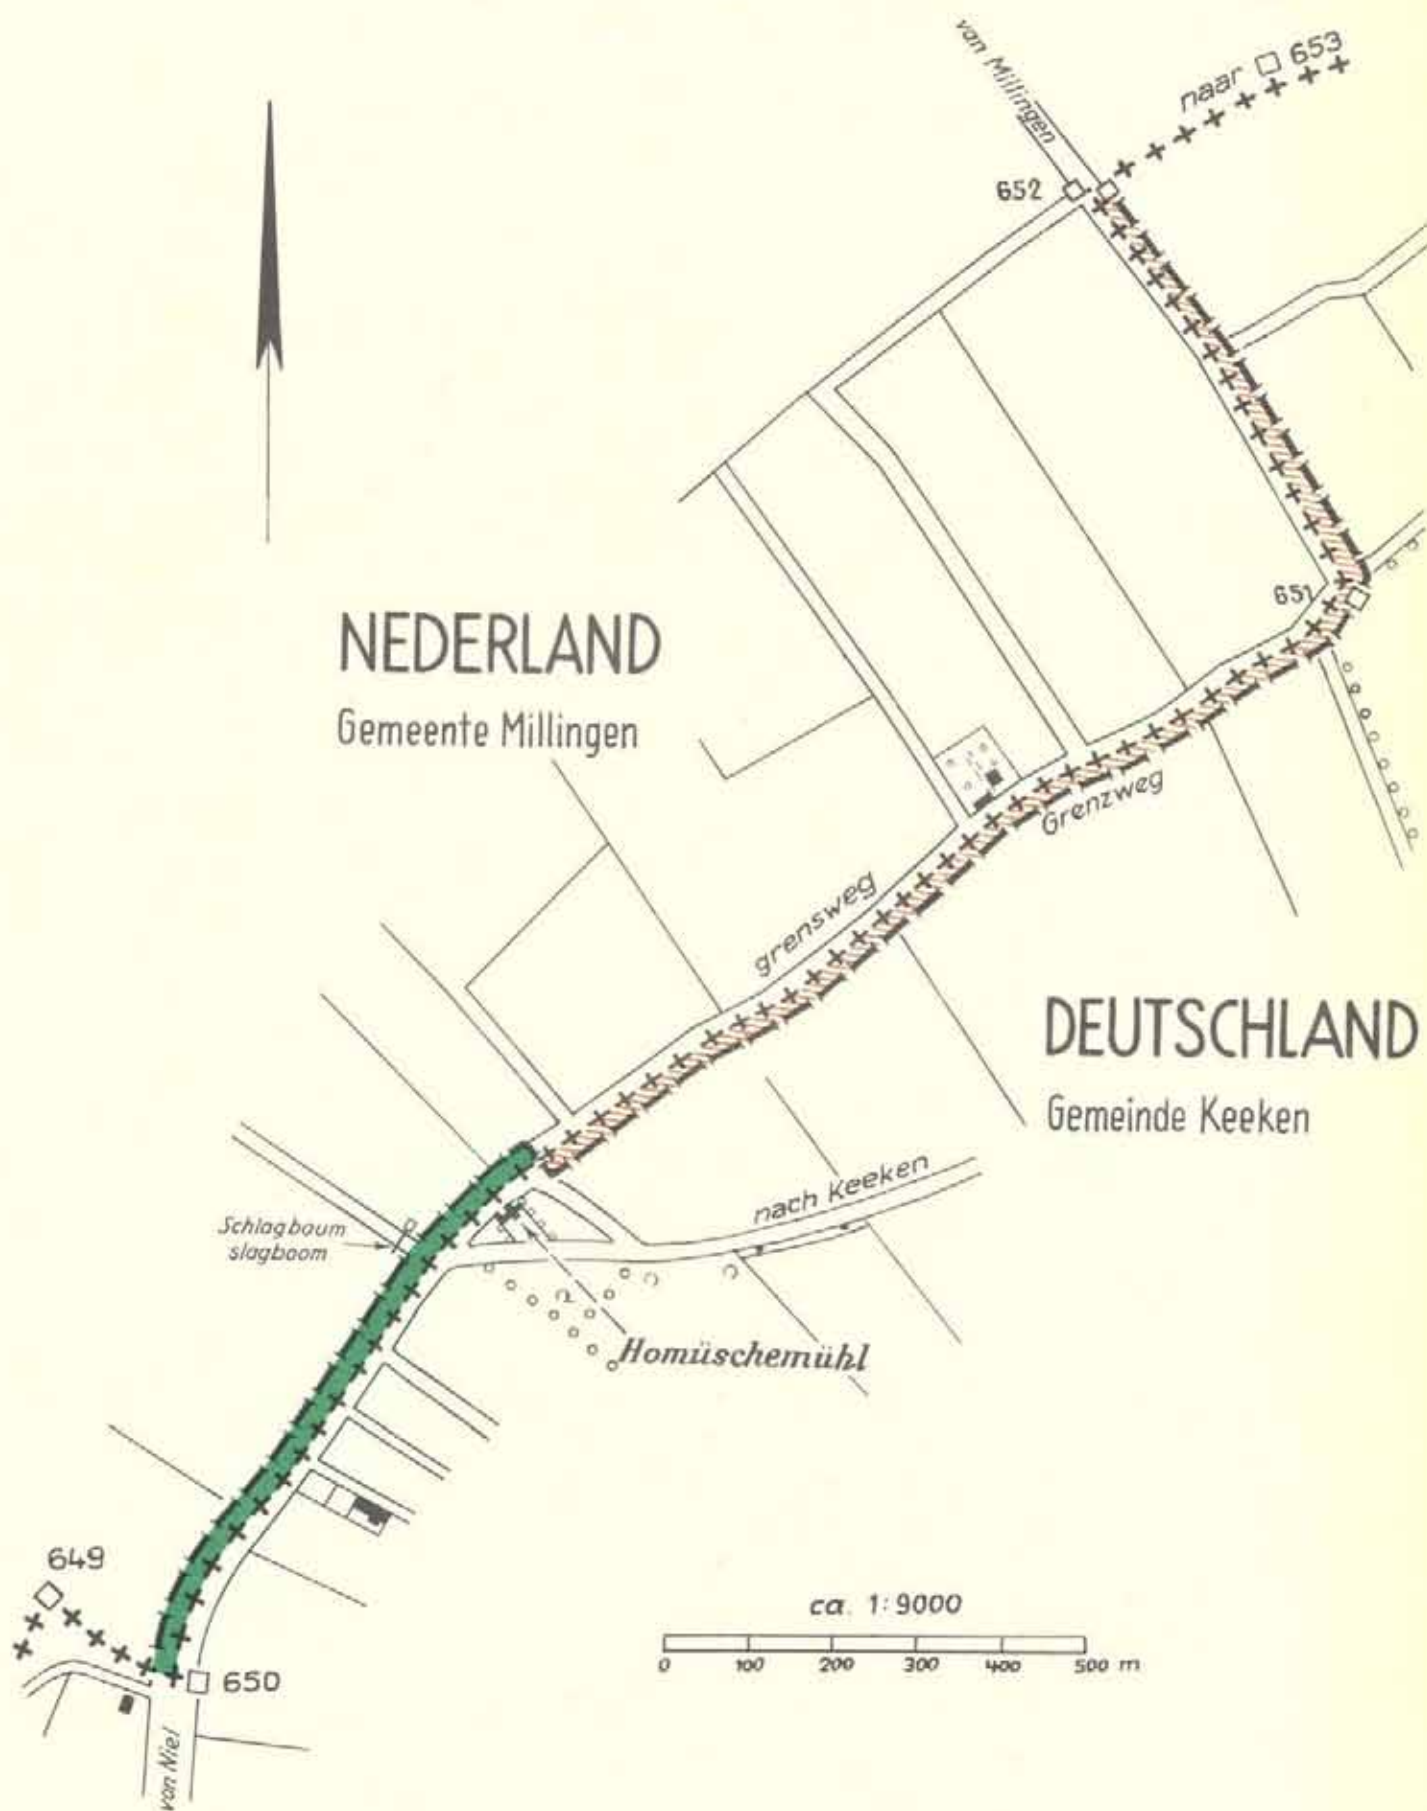 van Millingen
naar 653
652
651
NEDERLAND
Gemeente Millingen
Grenzweg
grensweg
DEUTSCHLAND
Gemeinde Keeken
nach Keeken
Schlagbaum
slagboom
Homüschemühl
649
650
van Niel
ca. 1:9000
0 100 200 300 400 500 m